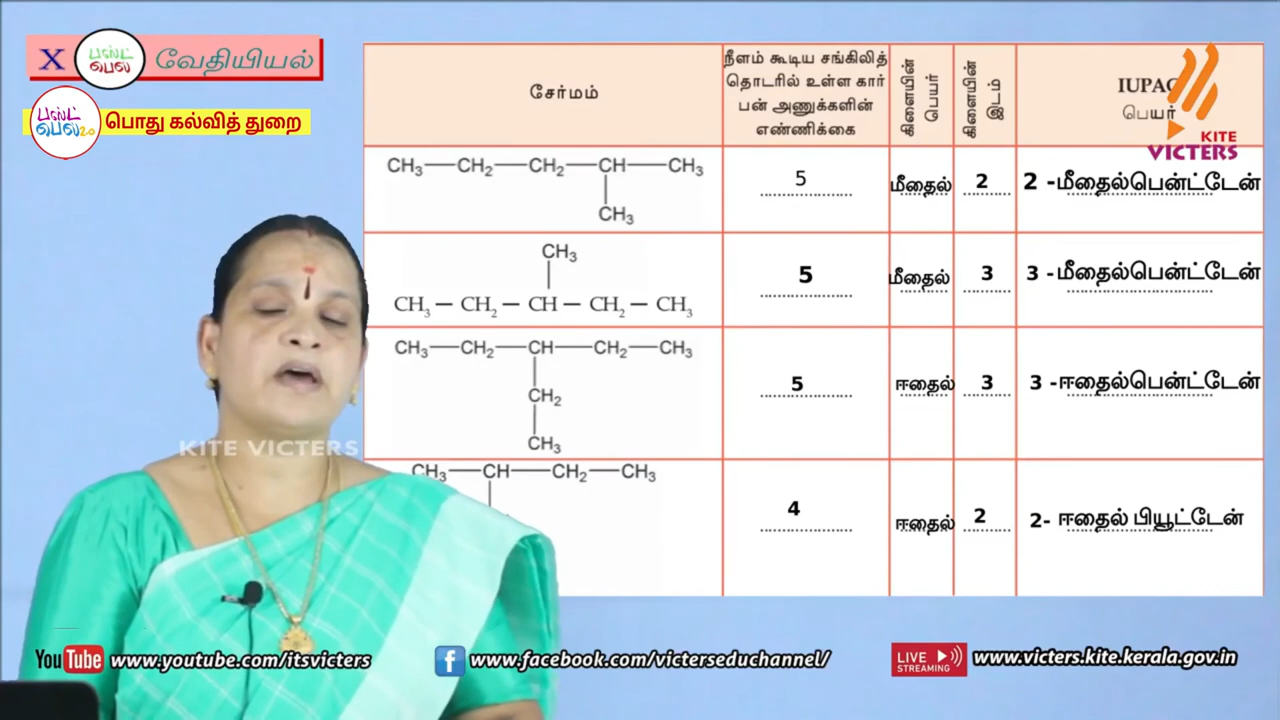 X பஸ்ட் பெல் வேதியியல்
பஸ்ட் பெல்2.0 பொது கல்வித் துறை
சேர்மம்
நீளம் கூடிய சங்கிலித்
தொடரில் உள்ள கார்
பன் அணுக்களின்
எண்ணிக்கை
கிளையின்
பெயர்
கிளையின்
இடம்
பெயர்
KITE
VICTERS
CH₃—CH₂—CH₂—CH—CH₃
CH₃
5
மீதைல்
2
2 -மீதைல்பென்ட்டேன்
CH₃
CH₃ – CH₂ – CH – CH₂ – CH₃
5
மீதைல்
3
3 -மீதைல்பென்ட்டேன்
CH₃—CH₂—CH—CH₂—CH₃
CH₂
CH₃
5
ஈதைல்
3
3 -ஈதைல்பென்ட்டேன்
CH₃—CH—CH₂—CH₃
4
ஈதைல்
2
2- ஈதைல் பியூட்டேன்
KITE VICTERS
YouTube www.youtube.com/itsvicters
f www.facebook.com/victerseduchannel/
LIVE
STREAMING
www.victers.kite.kerala.gov.in